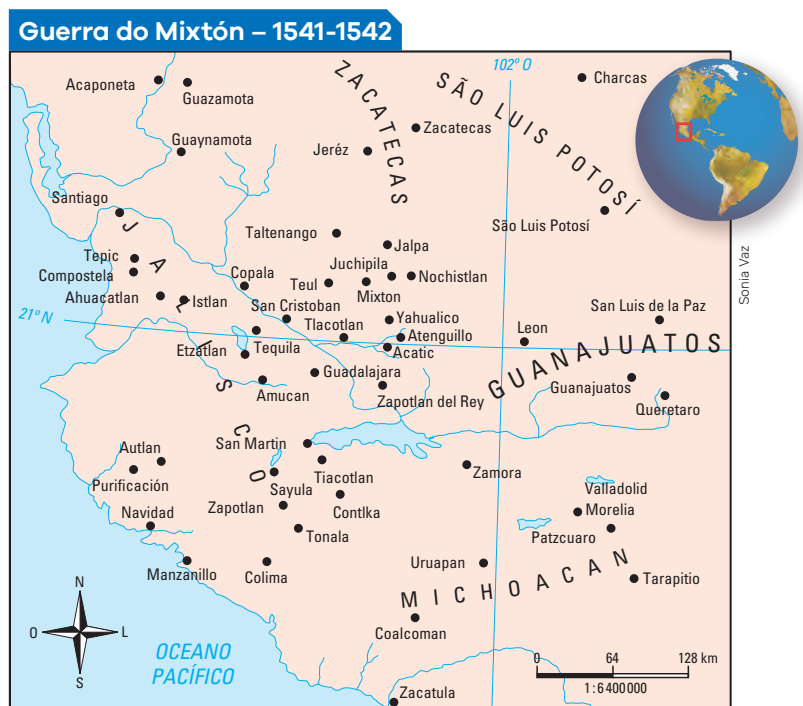 Guerra do Mixtón – 1541-1542
102° O
ZACATECAS
SÃO LUIS POTOSÍ
Charcas
Acaponeta
Guazamota
Zacatecas
Guaynamota
Jeréz
Santiago
São Luis Potosí
JALVSCO
Taltenango
Jalpa
Tepic
Juchipila
Nochistlan
Compostela
Copala
Teul
Mixton
Ahuacatlan
Istlan
San Cristoban
Yahualico
San Luis de la Paz
21° N
Tlacotlan
Atenguillo
Leon
Etzatlan
Tequila
Acatic
GUANAJUATOS
Guadalajara
Guanajuatos
Amucan
Zapotlan del Rey
Queretaro
San Martin
Autlan
Tiacotlan
Zamora
Purificación
Sayula
Valladolid
Zapotlan
Contlka
Morelia
Navidad
Tonala
Patzcuaro
Manzanillo
Colima
Uruapan
MICHOACAN
Tarapitio
Coalcoman
N
O
L
S
OCEANO
PACÍFICO
0 64 128 km
1:6 400 000
Zacatula
Sonia Vaz